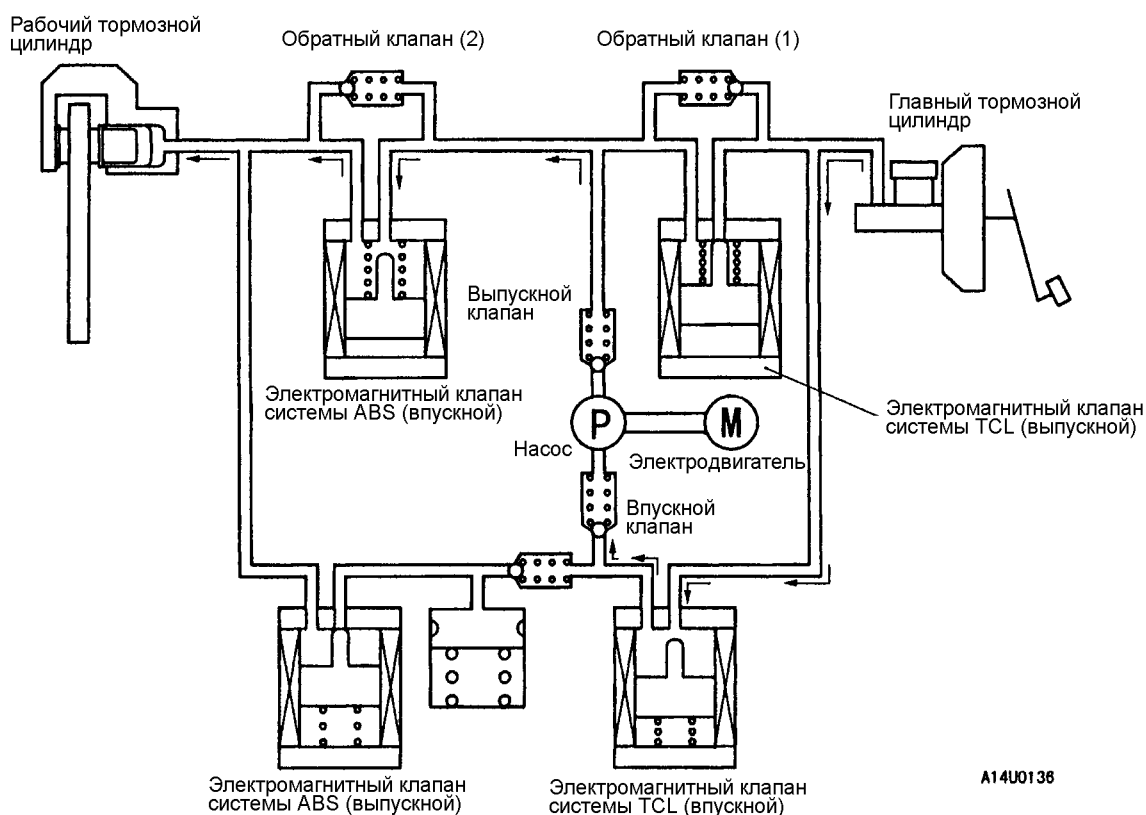 Рабочий тормозной
цилиндр
Обратный клапан (2)
Обратный клапан (1)
Главный тормозной
цилиндр
Выпускной
клапан
Электромагнитный клапан
системы ABS (впускной)
Электромагнитный клапан
системы TCL (выпускной)
P
M
Насос
Электродвигатель
Впускной
клапан
Электромагнитный клапан
системы ABS (выпускной)
Электромагнитный клапан
системы TCL (впускной)
A14U0136